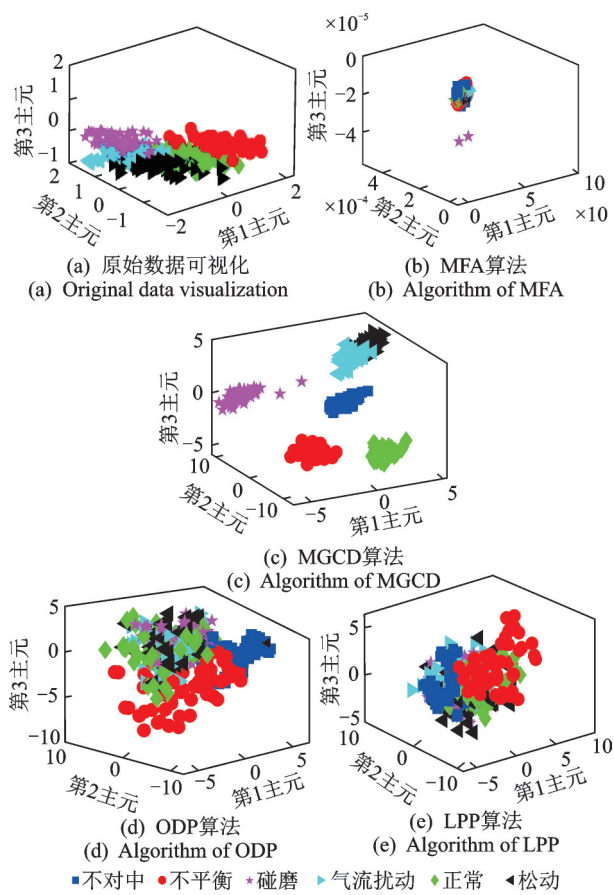 2
1
0
-1
第3主元
2
1
0
-1
第2主元
-2
0
2
第1主元
(a) 原始数据可视化
(a) Original data visualization
×10⁻⁵
0
-2
-4
第3主元
4
2
0
×10⁻⁴
第2主元
0
5
10
×10
第1主元
(b) MFA算法
(b) Algorithm of MFA
5
0
-5
第3主元
10
0
-10
第2主元
-5
0
5
第1主元
(c) MGCD算法
(c) Algorithm of MGCD
5
0
-5
-10
第3主元
10
0
-10
第2主元
-5
0
5
第1主元
(d) ODP算法
(d) Algorithm of ODP
10
5
0
-5
第3主元
10
0
-10
第2主元
-5
0
5
10
第1主元
(e) LPP算法
(e) Algorithm of LPP
不对中 不平衡 碰磨 气流扰动 正常 松动